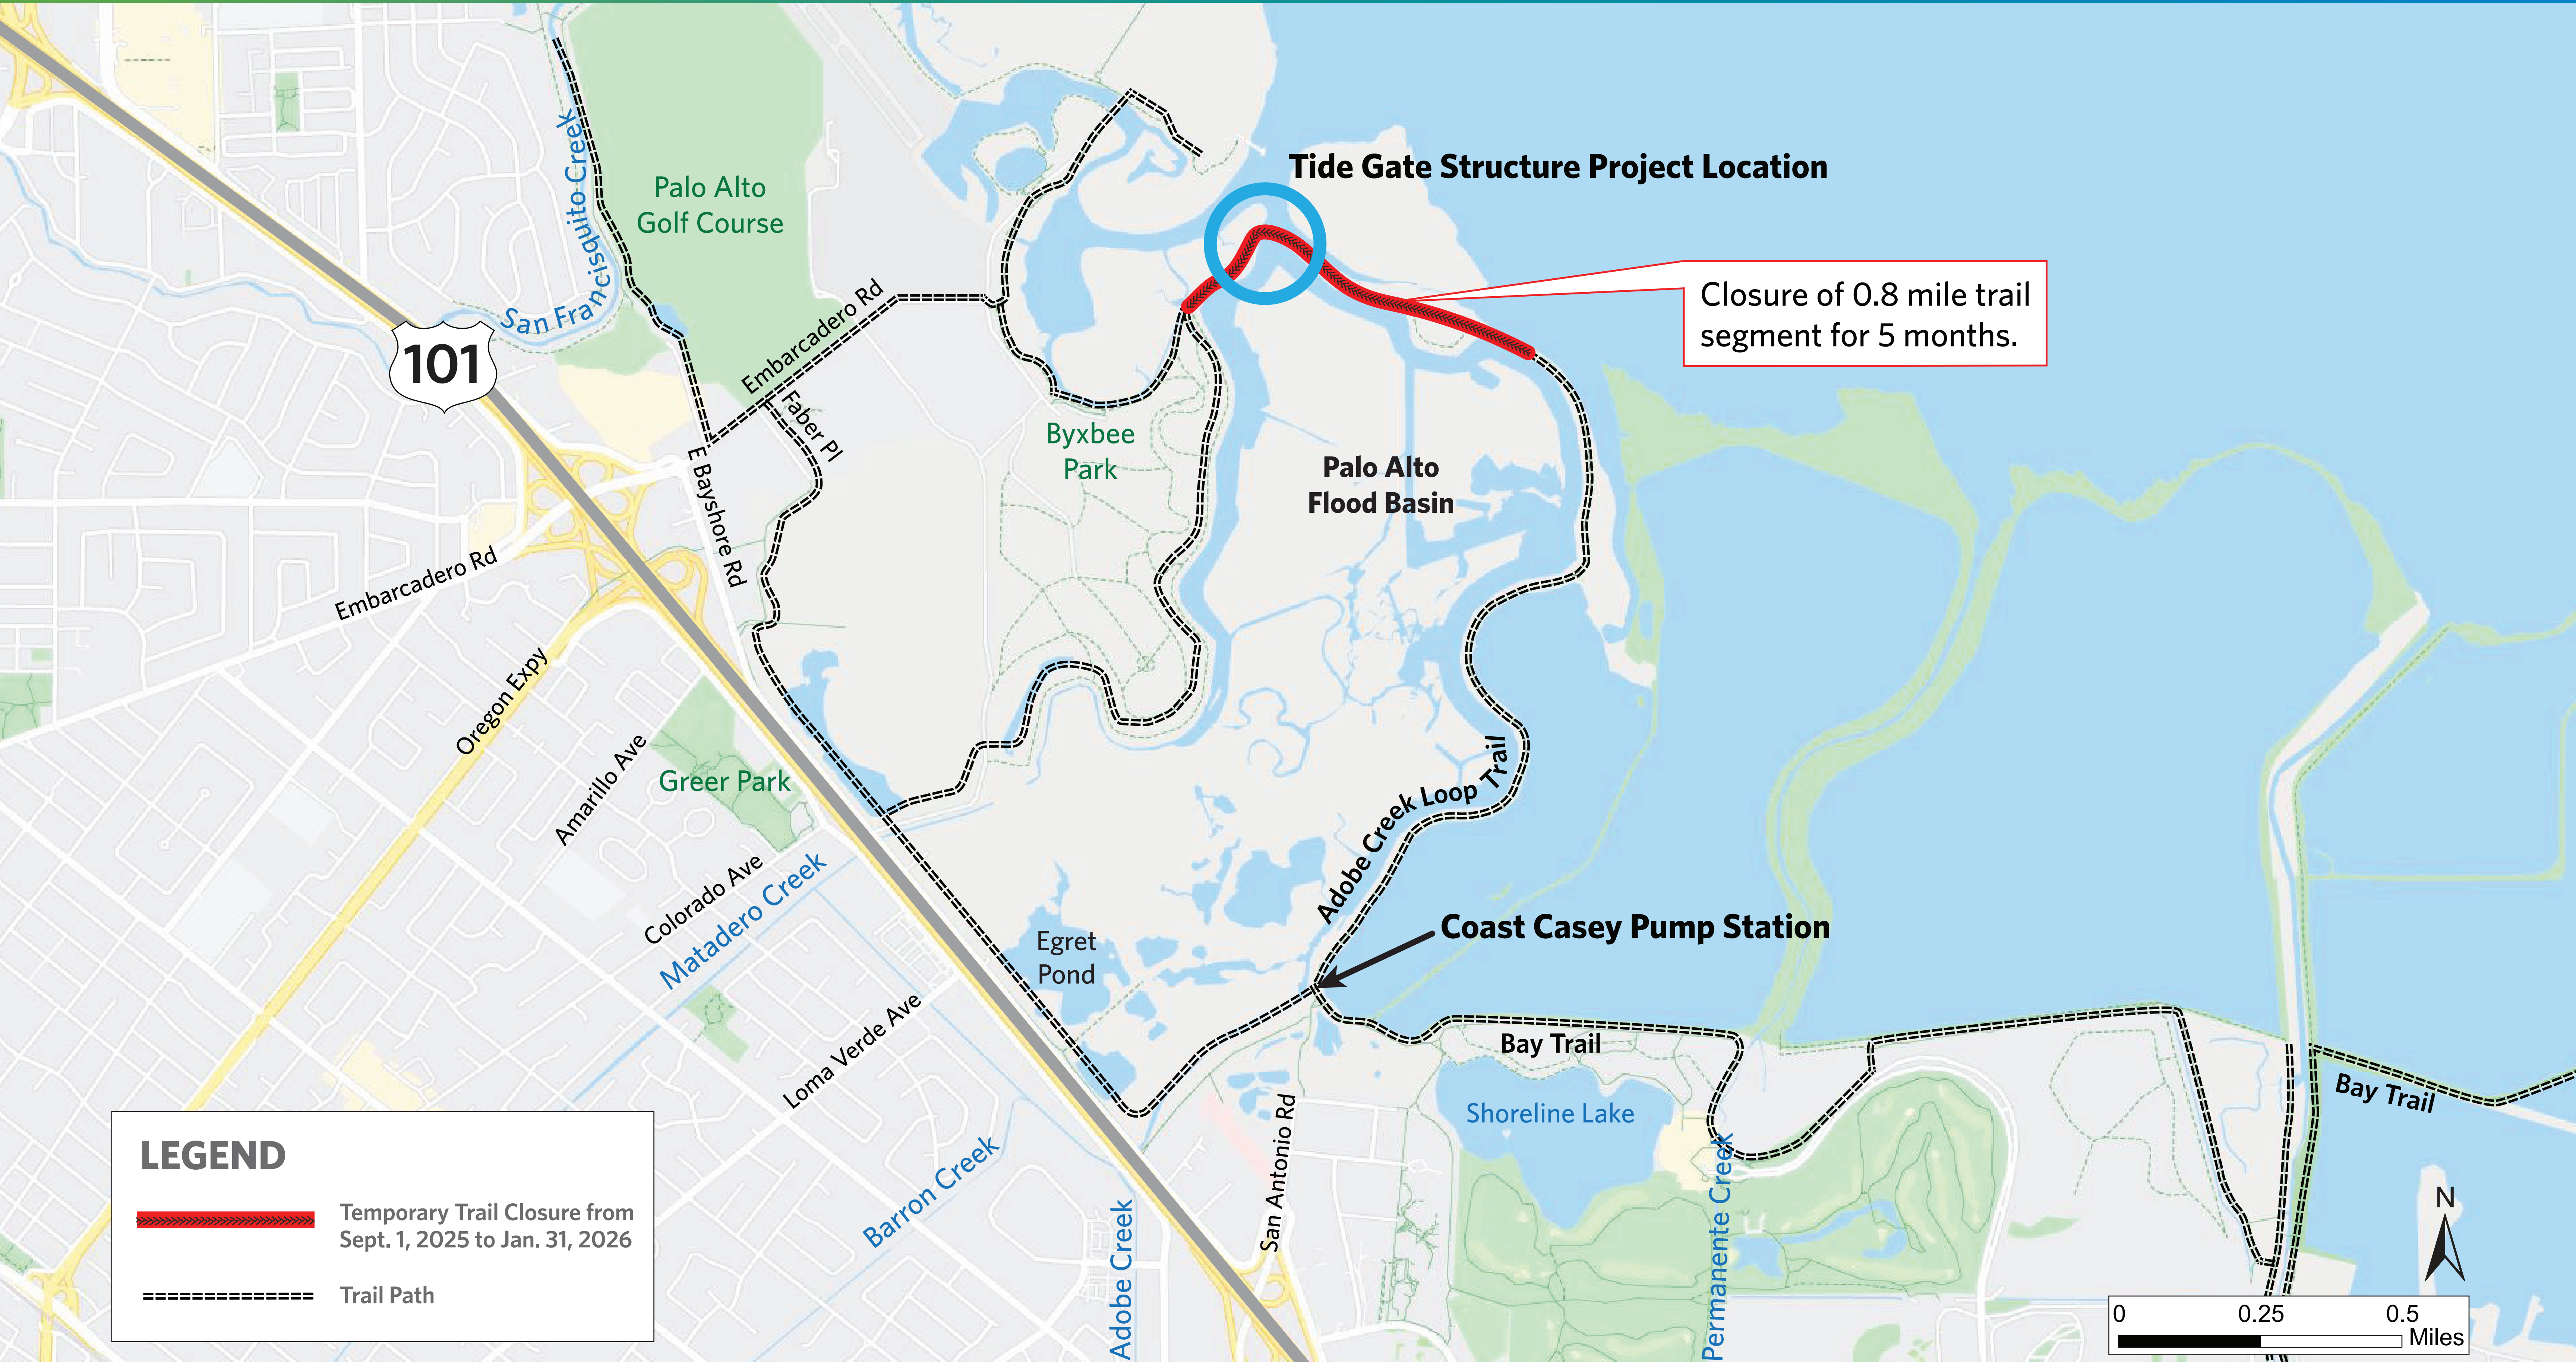 San Francisquito Creek
Palo Alto
Golf Course
Tide Gate Structure Project Location
Closure of 0.8 mile trail
segment for 5 months.
101
Embarcadero Rd
Faber Pl
E Bayshore Rd
Byxbee
Park
Palo Alto
Flood Basin
Embarcadero Rd
Oregon Expy
Amarillo Ave
Greer Park
Colorado Ave
Matadero Creek
Adobe Creek Loop Trail
Coast Casey Pump Station
Egret
Pond
Loma Verde Ave
Bay Trail
Bay Trail
Shoreline Lake
San Antonio Rd
Barron Creek
Adobe Creek
Permanente Creek
LEGEND
Temporary Trail Closure from
Sept. 1, 2025 to Jan. 31, 2026
Trail Path
N
0 0.25 0.5
Miles